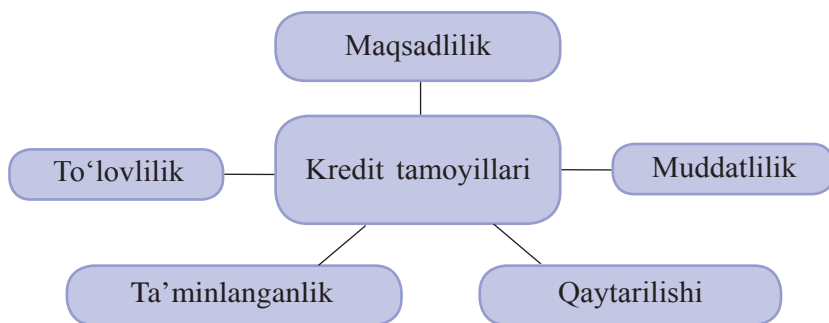 Maqsadlilik
To‘lovlilik
Kredit tamoyillari
Muddatlilik
Ta’minlanganlik
Qaytarilishi